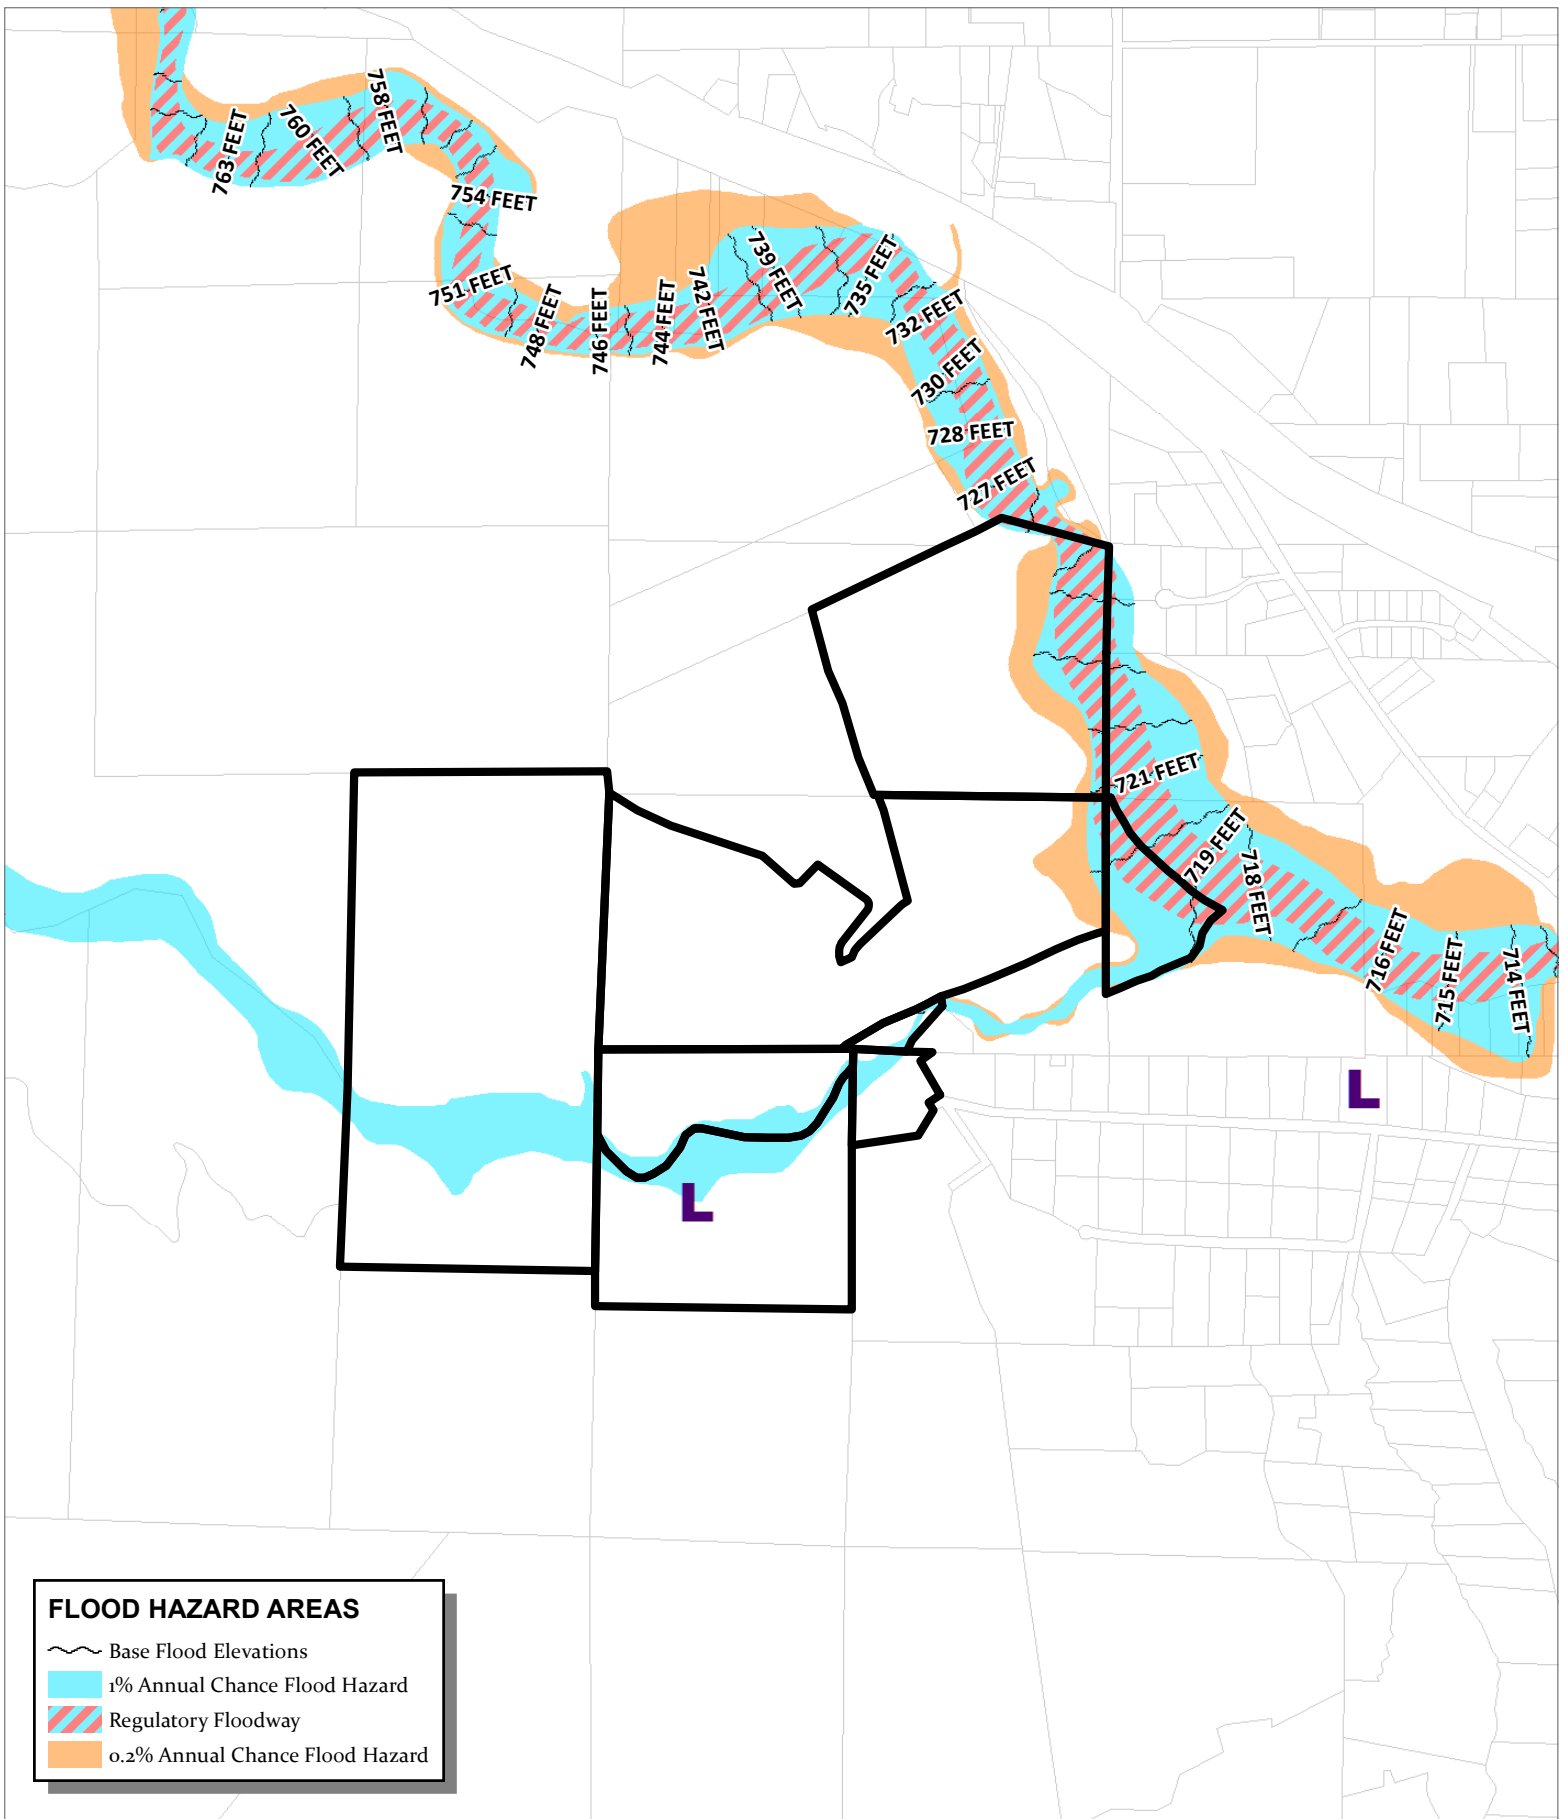 758 FEET
763 FEET
760 FEET
754 FEET
751 FEET
748 FEET
746 FEET
744 FEET
742 FEET
739 FEET
735 FEET
732 FEET
730 FEET
728 FEET
727 FEET
721 FEET
719 FEET
718 FEET
716 FEET
715 FEET
714 FEET
L
L
FLOOD HAZARD AREAS
Base Flood Elevations
1% Annual Chance Flood Hazard
Regulatory Floodway
0.2% Annual Chance Flood Hazard